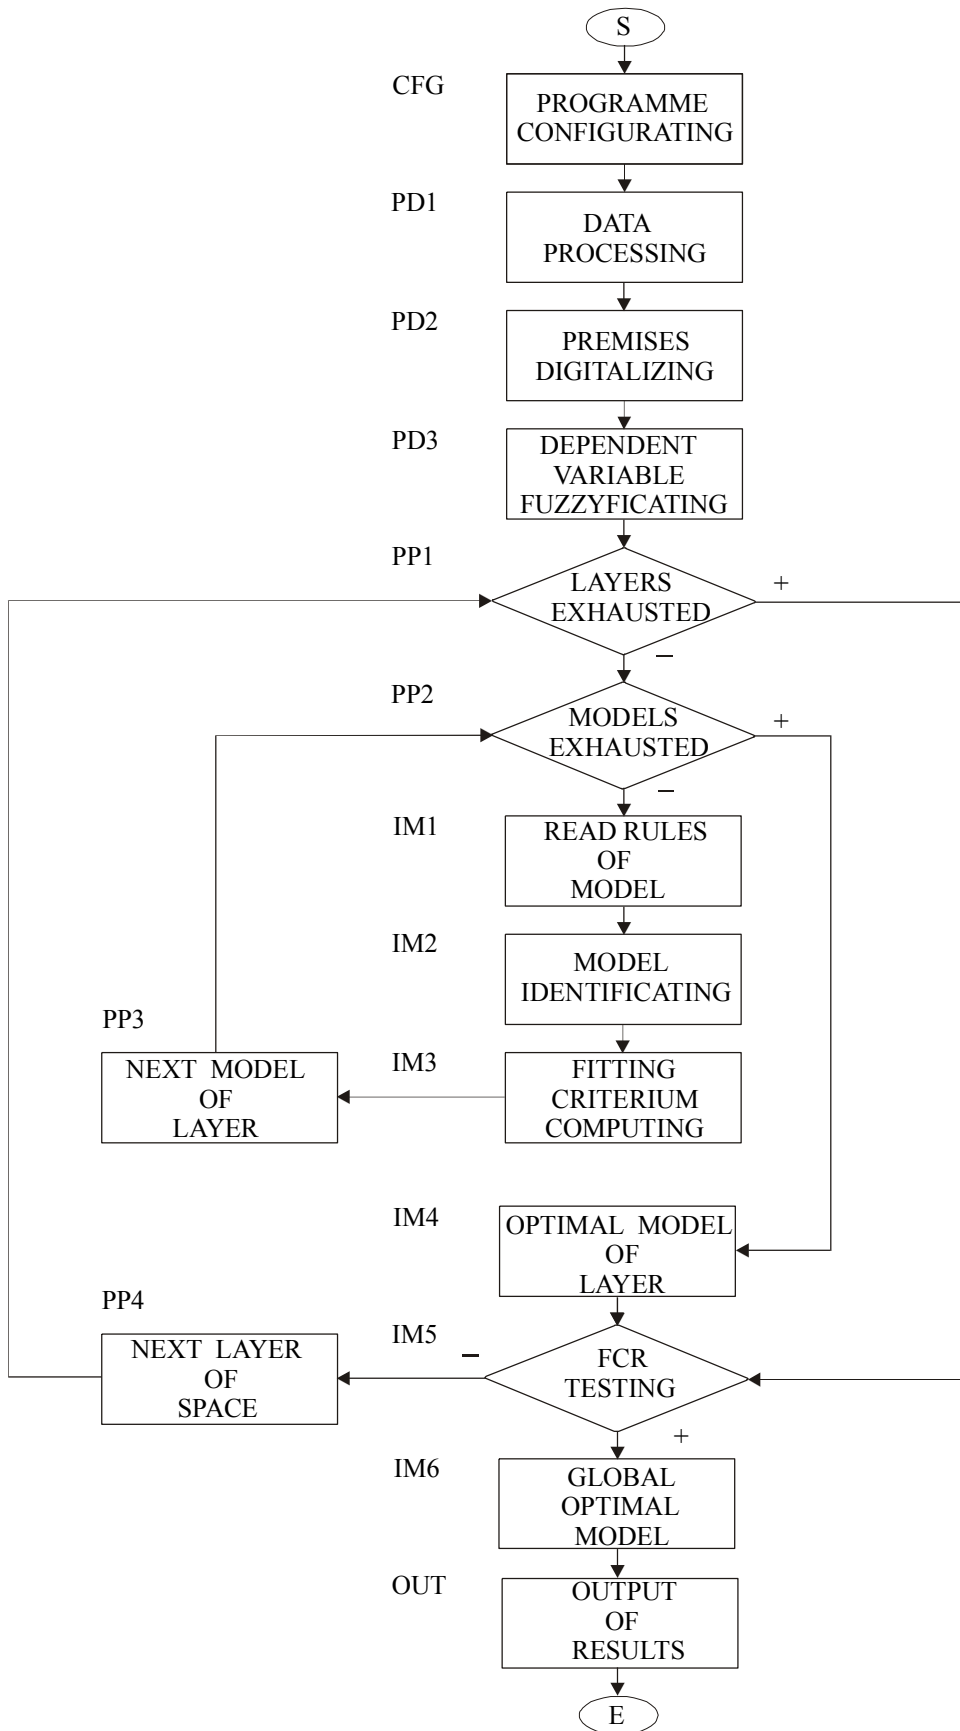 S
CFG
PROGRAMME
CONFIGURATING
PD1
DATA
PROCESSING
PD2
PREMISES
DIGITALIZING
PD3
DEPENDENT
VARIABLE
FUZZYFICATING
PP1
LAYERS
EXHAUSTED
+
–
PP2
MODELS
EXHAUSTED
+
–
IM1
READ RULES
OF
MODEL
IM2
MODEL
IDENTIFICATING
PP3
NEXT MODEL
OF
LAYER
IM3
FITTING
CRITERIUM
COMPUTING
IM4
OPTIMAL MODEL
OF
LAYER
PP4
NEXT LAYER
OF
SPACE
IM5
–
FCR
TESTING
+
IM6
GLOBAL
OPTIMAL
MODEL
OUT
OUTPUT
OF
RESULTS
E